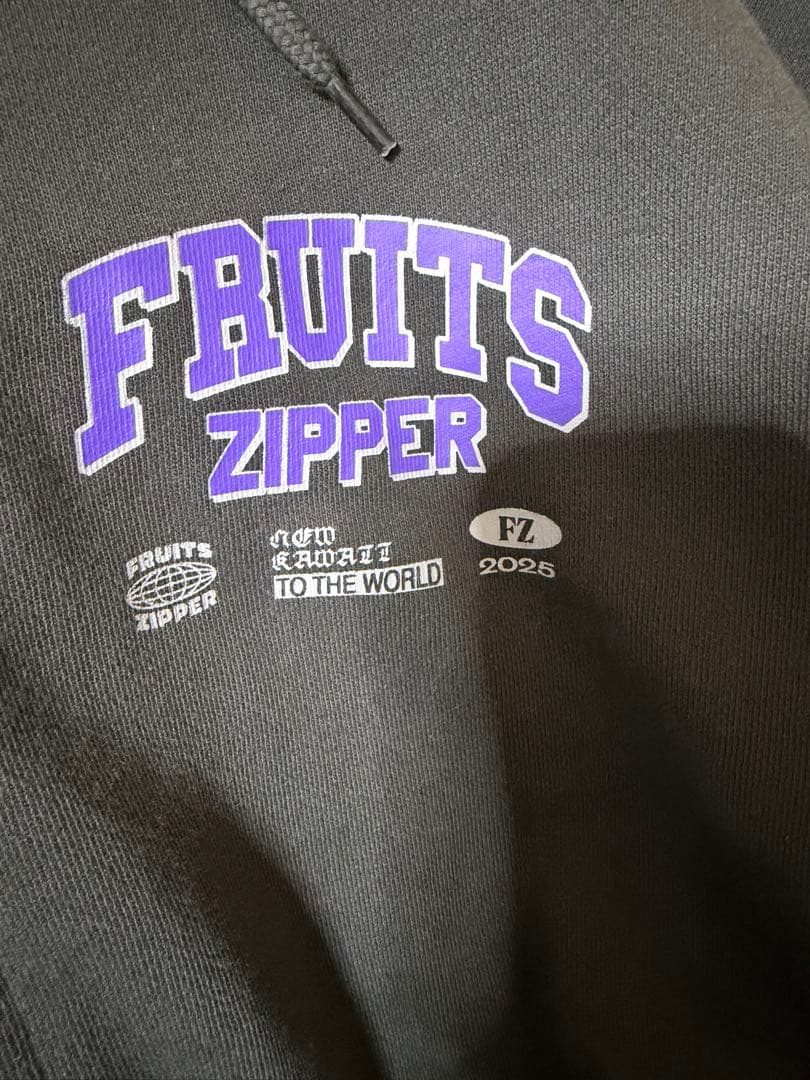 FRUITS
ZIPPER
FRUITS
ZIPPER
NEW
KAWAII
TO THE WORLD
FZ
2025